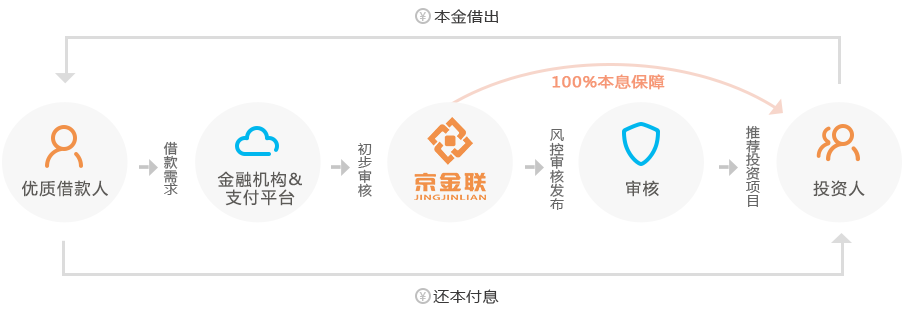 ¥ 本金借出
100%本息保障
优质借款人
借款需求
金融机构&
支付平台
初步审核
京金联
JINGJINLIAN
风控审核发布
审核
推荐投资项目
投资人
¥ 还本付息